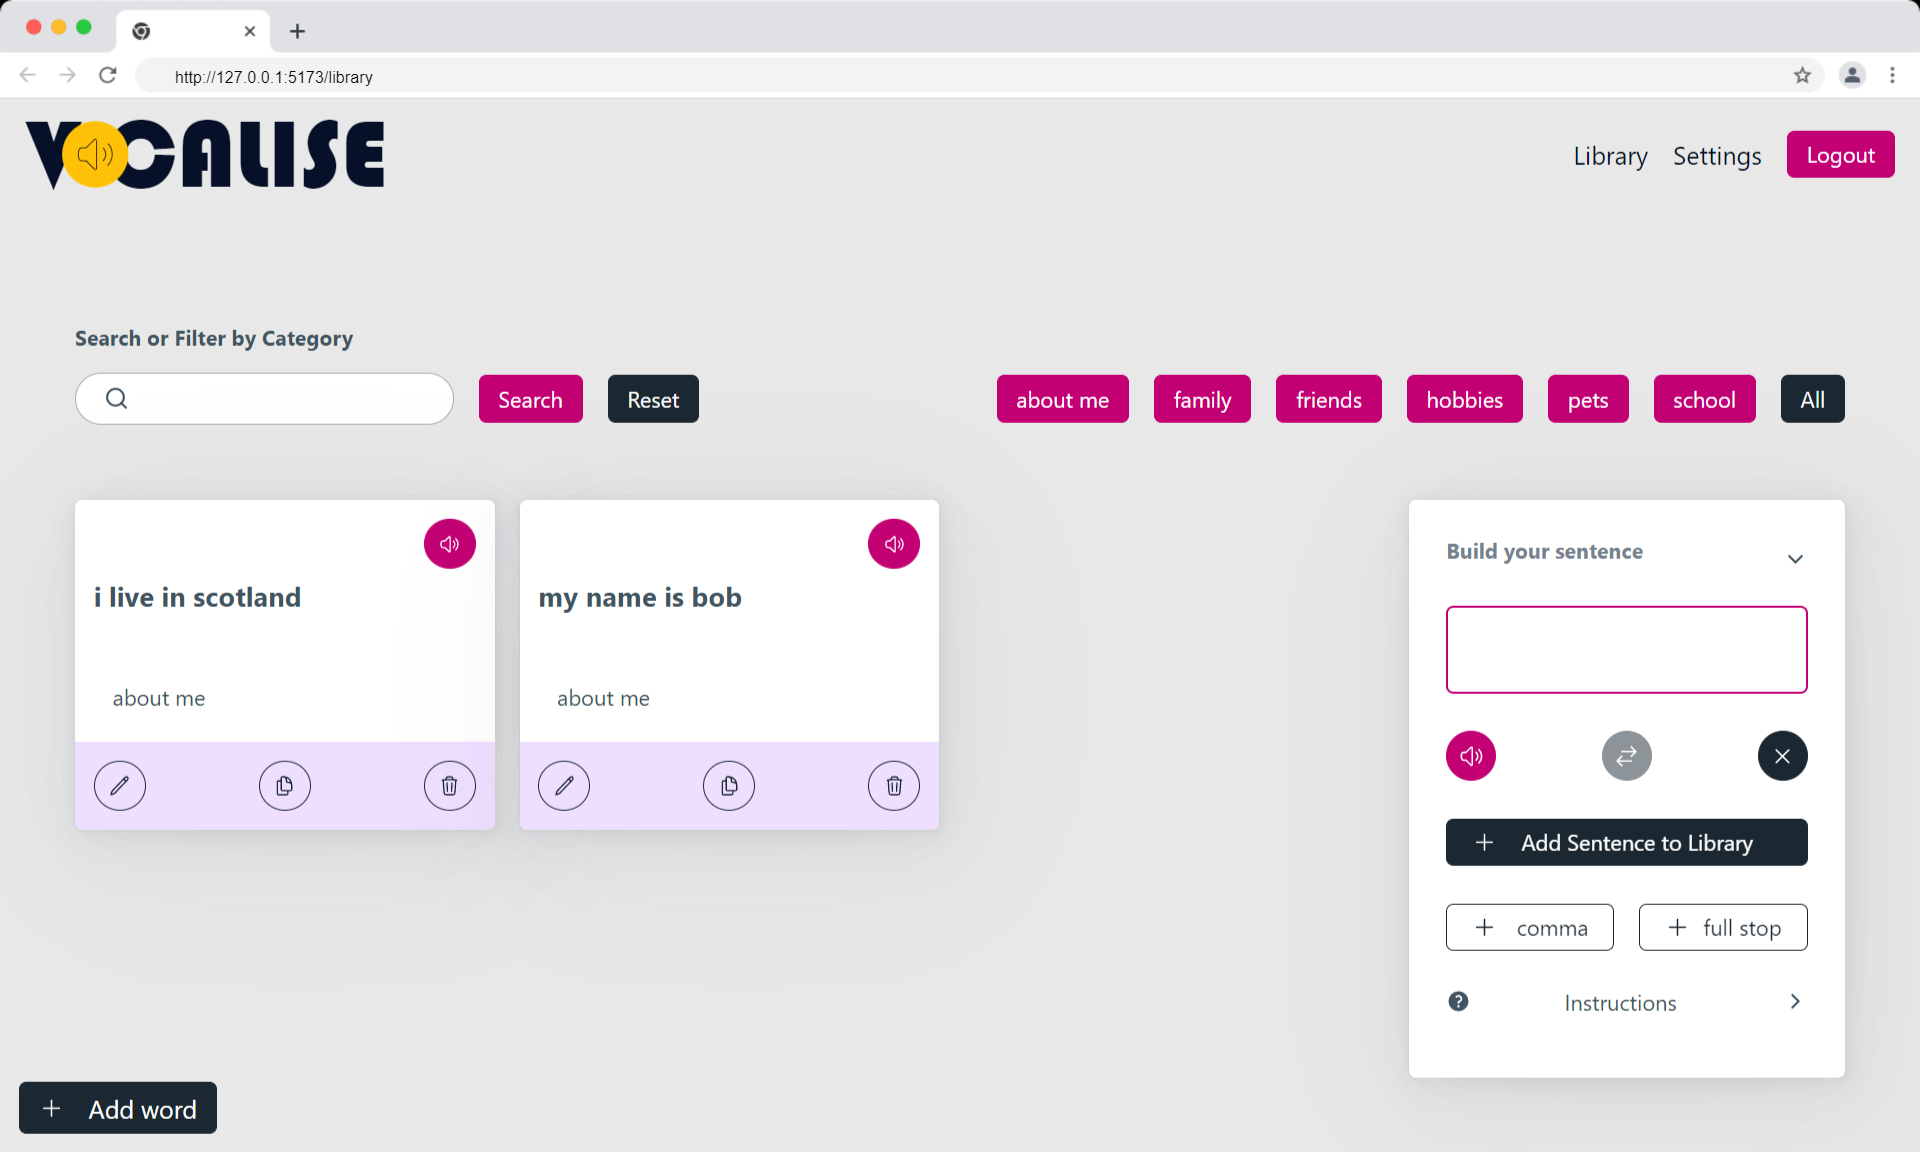 http://127.0.0.1:5173/library
VOCALISE
Library Settings Logout
Search or Filter by Category
Search Reset about me family friends hobbies pets school All
i live in scotland
about me
my name is bob
about me
Build your sentence
Add Sentence to Library
comma full stop
? Instructions
Add word